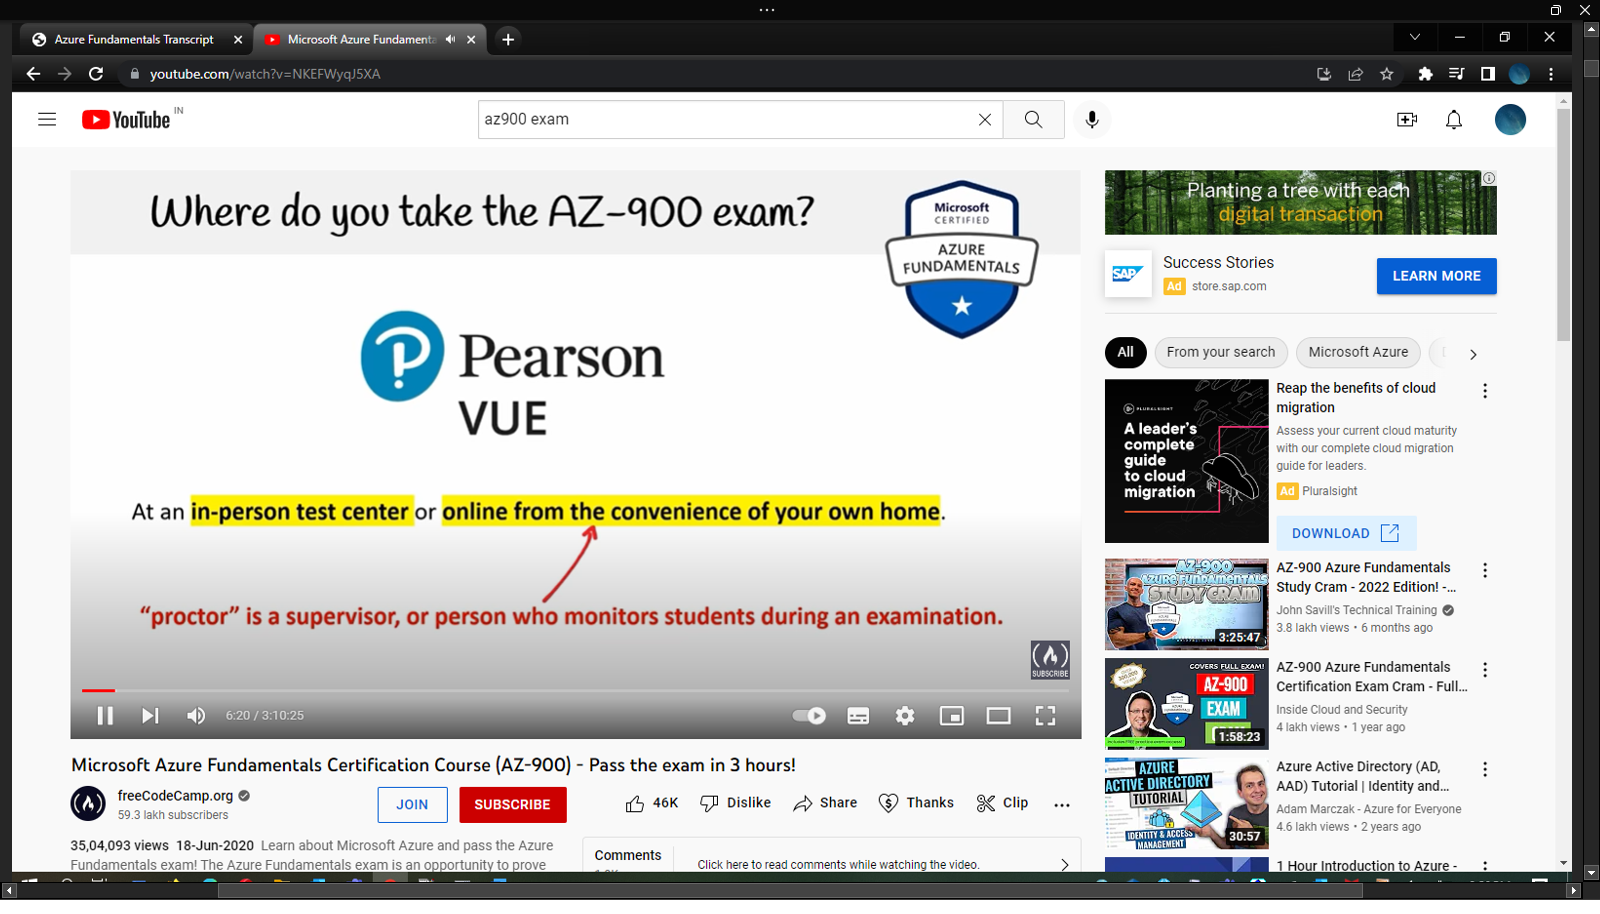 Azure Fundamentals Transcript
Microsoft Azure Fundamenta
youtube.com/watch?v=NKEFWyqJ5XA
YouTube IN
az900 exam
Where do you take the AZ-900 exam?
Microsoft
CERTIFIED
AZURE
FUNDAMENTALS
Pearson
VUE
At an in-person test center or online from the convenience of your own home.
“proctor” is a supervisor, or person who monitors students during an examination.
SUBSCRIBE
6:20 / 3:10:25
Microsoft Azure Fundamentals Certification Course (AZ-900) - Pass the exam in 3 hours!
freeCodeCamp.org
59.3 lakh subscribers
JOIN
SUBSCRIBE
46K
Dislike
Share
Thanks
Clip
35,04,093 views 18-Jun-2020 Learn about Microsoft Azure and pass the Azure
Fundamentals exam! The Azure Fundamentals exam is an opportunity to prove
Comments
Click here to read comments while watching the video.
Planting a tree with each
digital transaction
SAP
Success Stories
Ad store.sap.com
LEARN MORE
All
From your search
Microsoft Azure
PLURALSIGHT
A leader's
complete
guide
to cloud
migration
Reap the benefits of cloud
migration
Assess your current cloud maturity
with our complete cloud migration
guide for leaders.
Ad Pluralsight
DOWNLOAD
AZ-900
AZURE FUNDAMENTALS
STUDY CRAM
3:25:47
AZ-900 Azure Fundamentals
Study Cram - 2022 Edition! -...
John Savill's Technical Training
3.8 lakh views • 6 months ago
COVERS FULL EXAM!
AZ-900
EXAM
1:58:23
AZ-900 Azure Fundamentals
Certification Exam Cram - Full...
Inside Cloud and Security
4 lakh views • 1 year ago
AZURE
ACTIVE DIRECTORY
TUTORIAL
IDENTITY & ACCESS
MANAGEMENT
30:57
Azure Active Directory (AD,
AAD) Tutorial | Identity and...
Adam Marczak - Azure for Everyone
4.6 lakh views • 2 years ago
1 Hour Introduction to Azure -